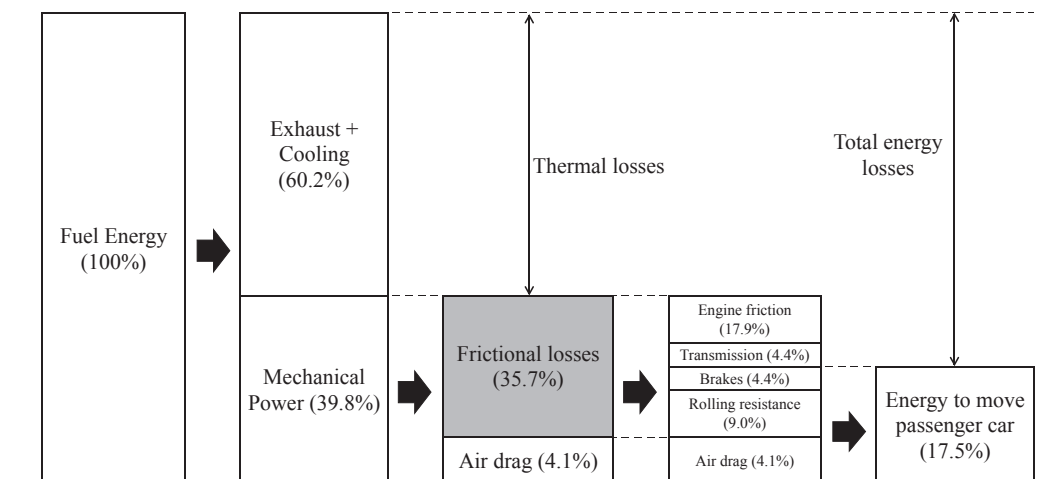 Fuel Energy
(100%)
Exhaust +
Cooling
(60.2%)
Mechanical
Power (39.8%)
Thermal losses
Frictional losses
(35.7%)
Air drag (4.1%)
Engine friction
(17.9%)
Transmission (4.4%)
Brakes (4.4%)
Rolling resistance
(9.0%)
Air drag (4.1%)
Total energy
losses
Energy to move
passenger car
(17.5%)